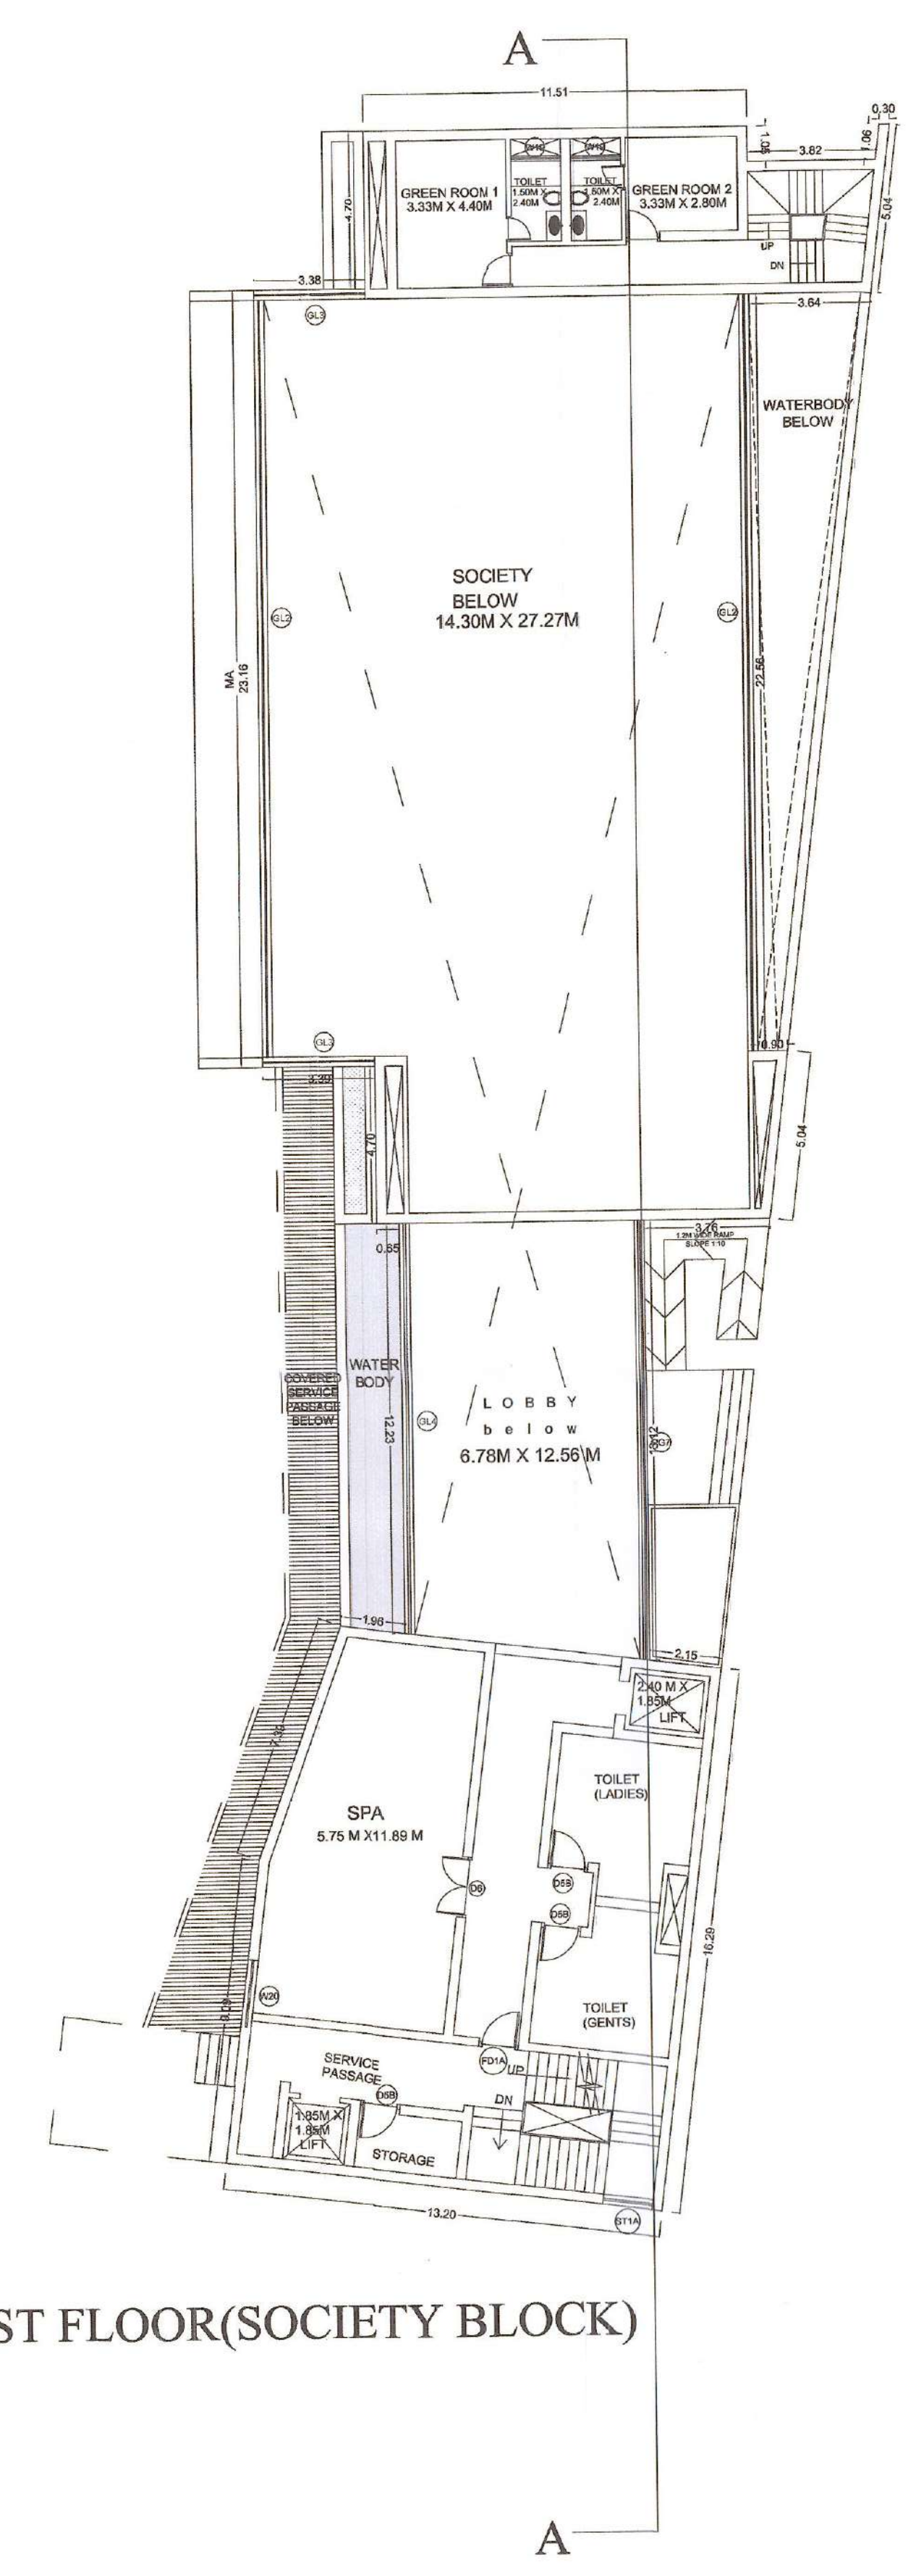 A
11.51
0.30
1.06
1.06
3.82
4.70
GREEN ROOM 1
3.33M X 4.40M
TOILET
1.50M X
2.40M
TOILET
1.50M X
2.40M
GREEN ROOM 2
3.33M X 2.80M
5.04
UP
DN
3.38
3.64
GL3
WATERBODY
BELOW
SOCIETY
BELOW
14.30M X 27.27M
GL2
GL2
MA
23.16
22.56
GL3
0.90
3.39
4.70
5.04
3.76
1.2M WIDE RAMP
SLOPE 1:10
0.65
WATER
BODY
COVERED
SERVICE
PASSAGE
BELOW
12.23
GL4
LOBBY
below
6.78M X 12.56 M
1.96
2.15
2.40 M X
1.85M
LIFT
7.39
TOILET
(LADIES)
SPA
5.75 M X11.89 M
D6
D5B
D5B
16.29
W20
TOILET
(GENTS)
SERVICE
PASSAGE
FD1A
UP
D5B
DN
1.85M X
1.85M
LIFT
STORAGE
13.20
ST1A
ST FLOOR(SOCIETY BLOCK)
A